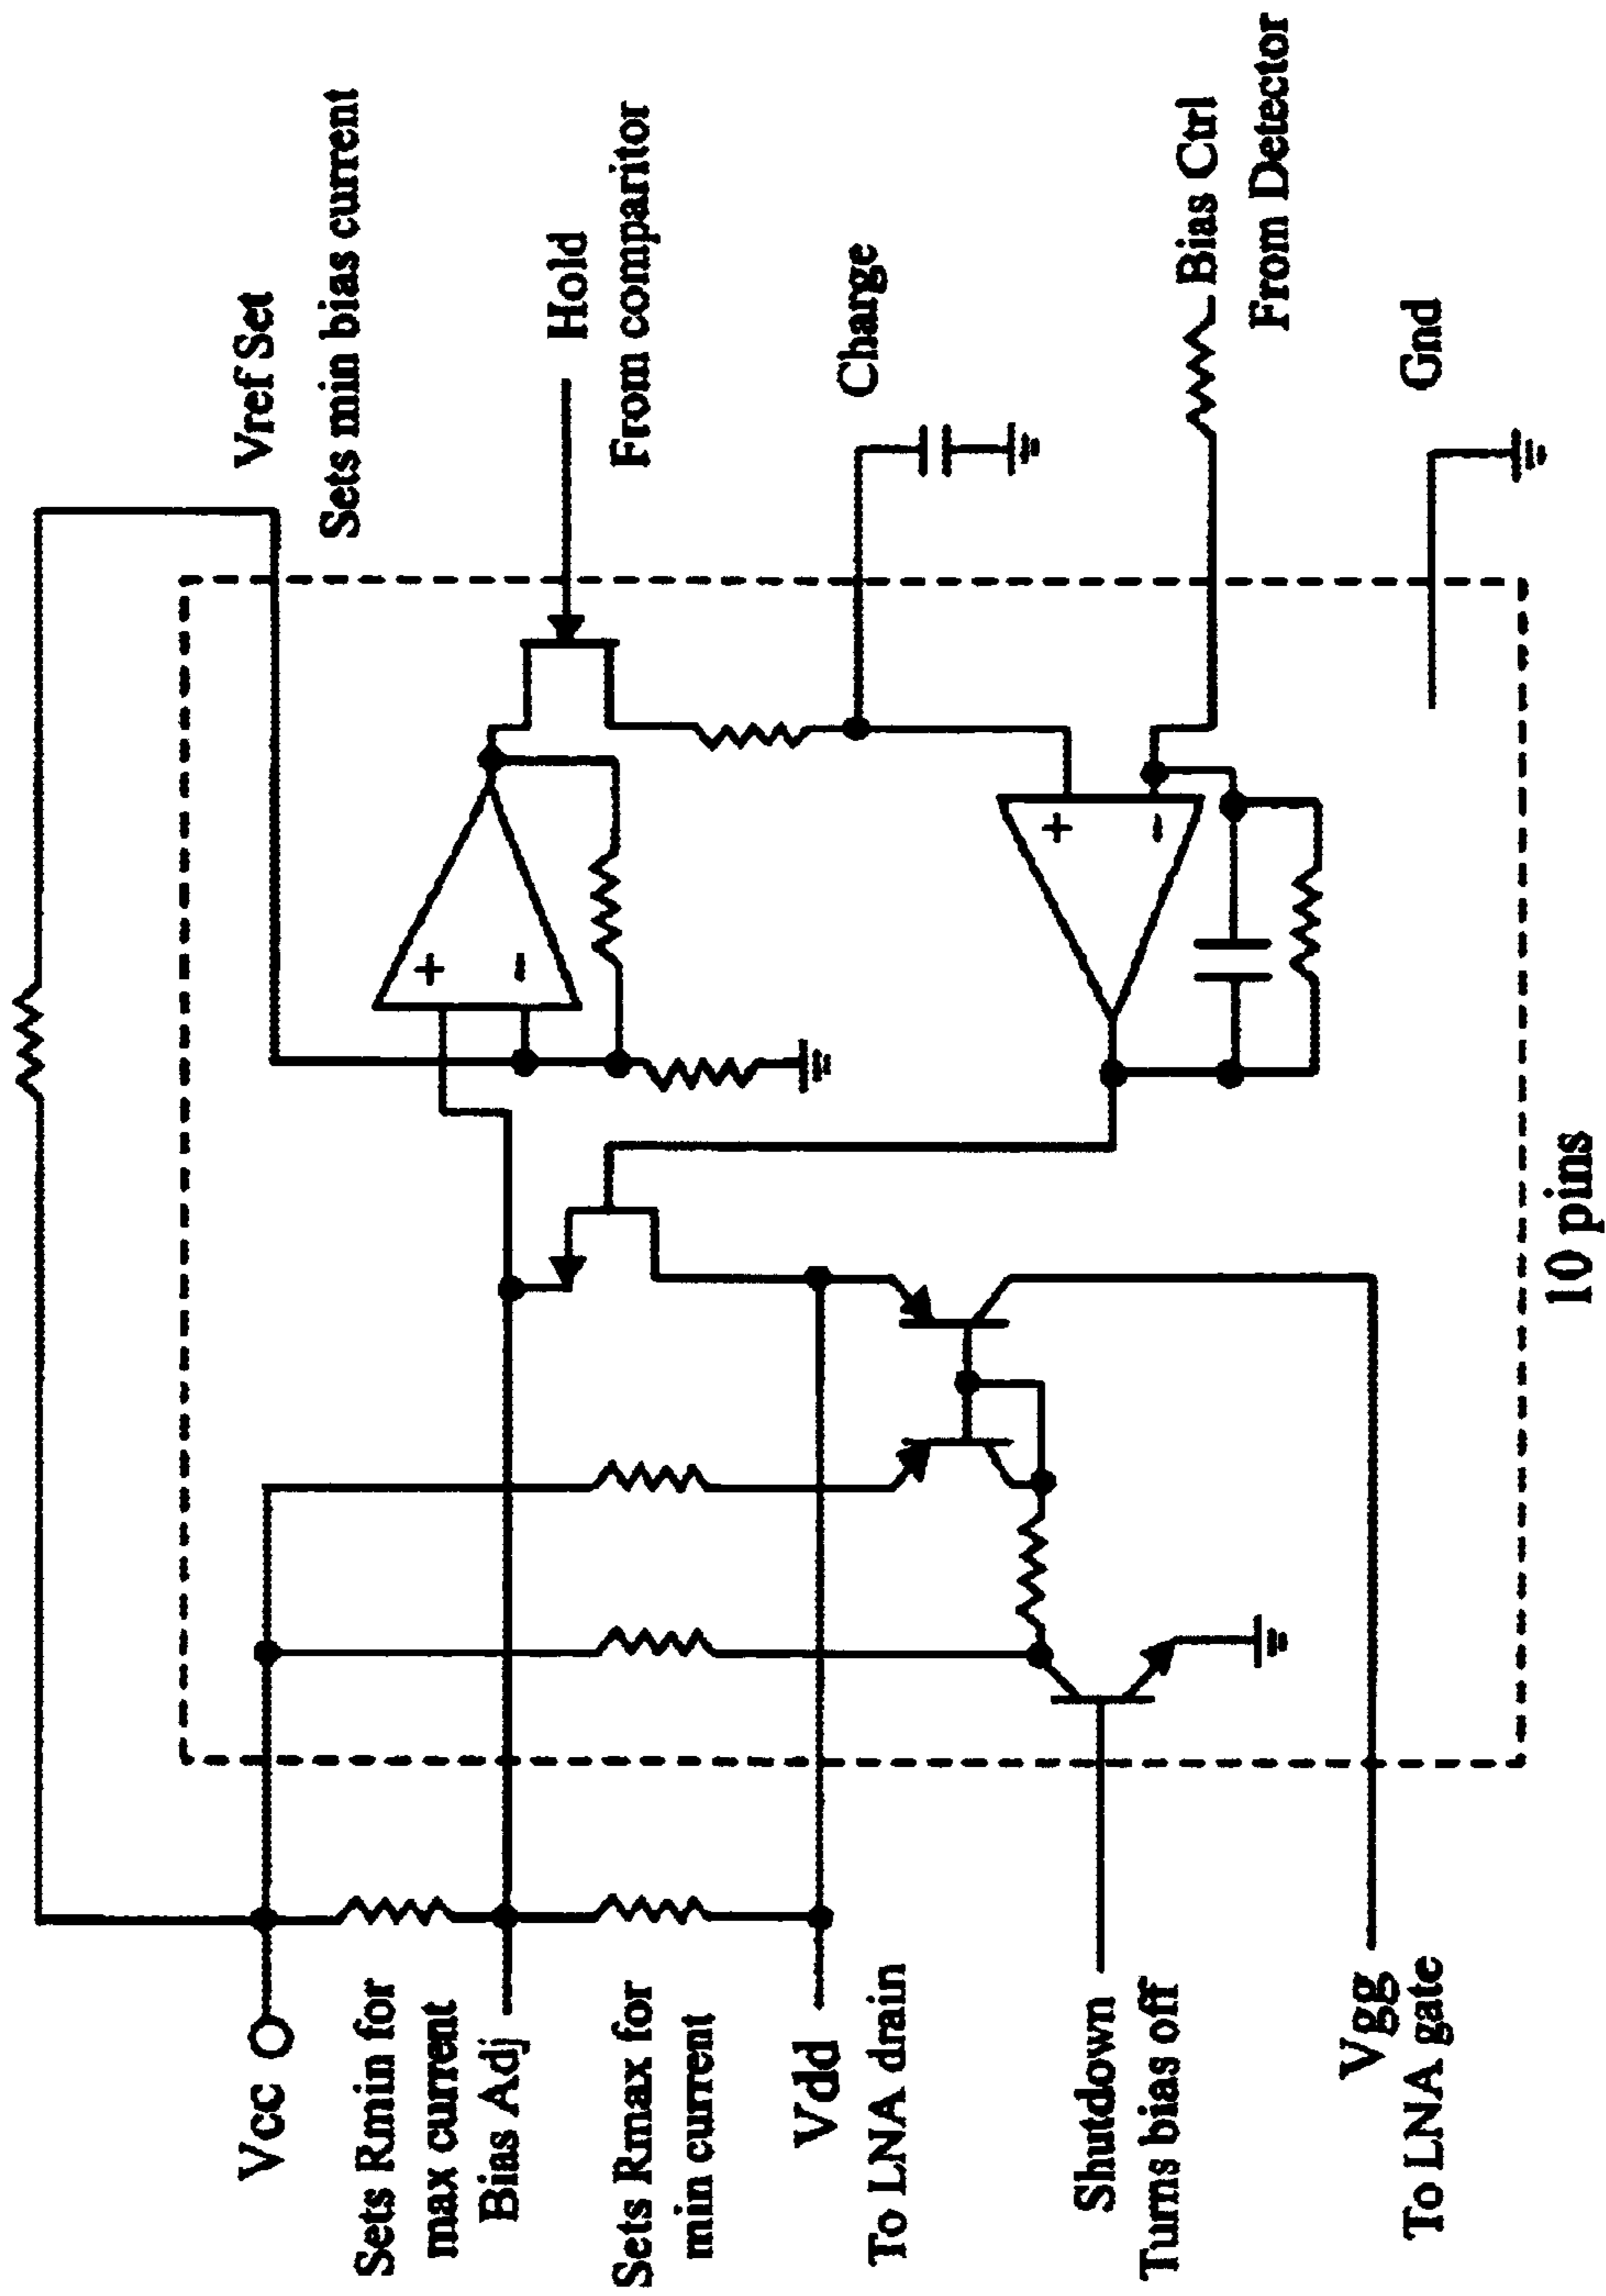 Vref Set
Sets min bias current
Hold
From comparitor
Charge
Bias Ctrl
From Detector
Gnd
+
-
+
-
Vcc
Sets Rmin for
max current
Bias Adj
Sets Rmax for
min current
Vdd
To LNA drain
Shutdown
Turns bias off
Vgg
To LNA gate
10 pins